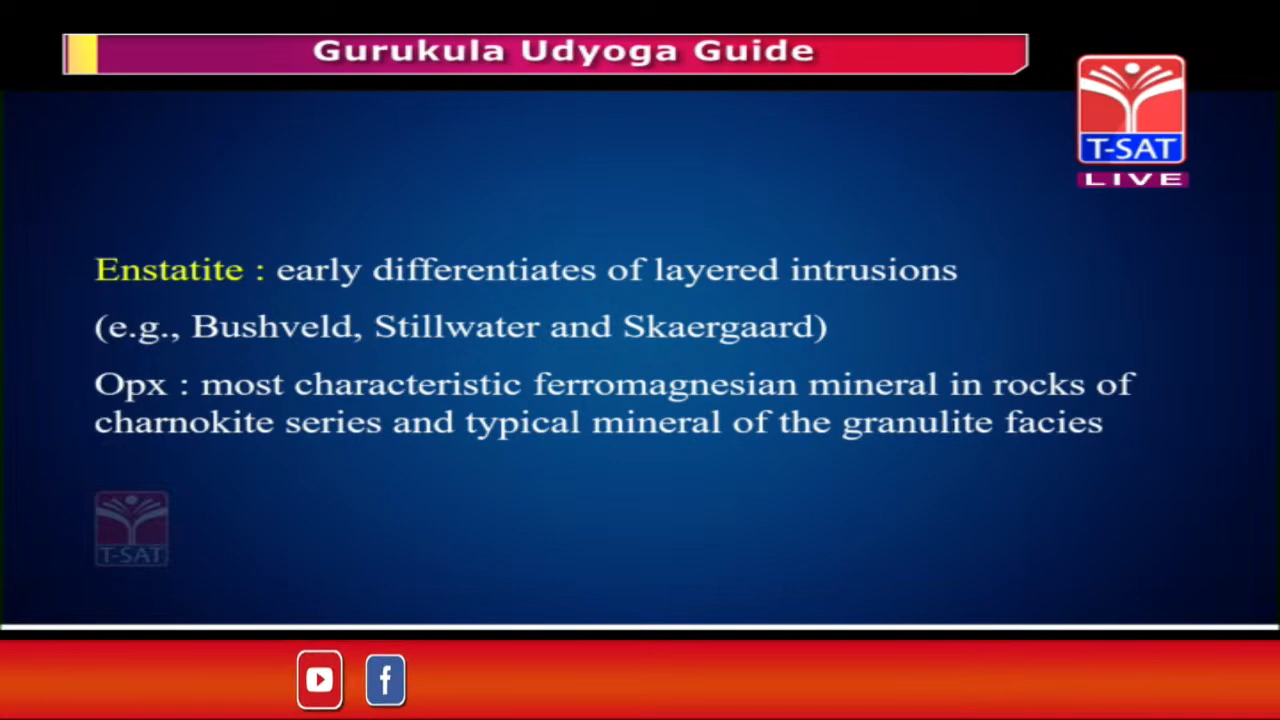 Gurukula Udyoga Guide
T-SAT
LIVE
Enstatite : early differentiates of layered intrusions
(e.g., Bushveld, Stillwater and Skaergaard)
Opx : most characteristic ferromagnesian mineral in rocks of
charnokite series and typical mineral of the granulite facies
T-SAT